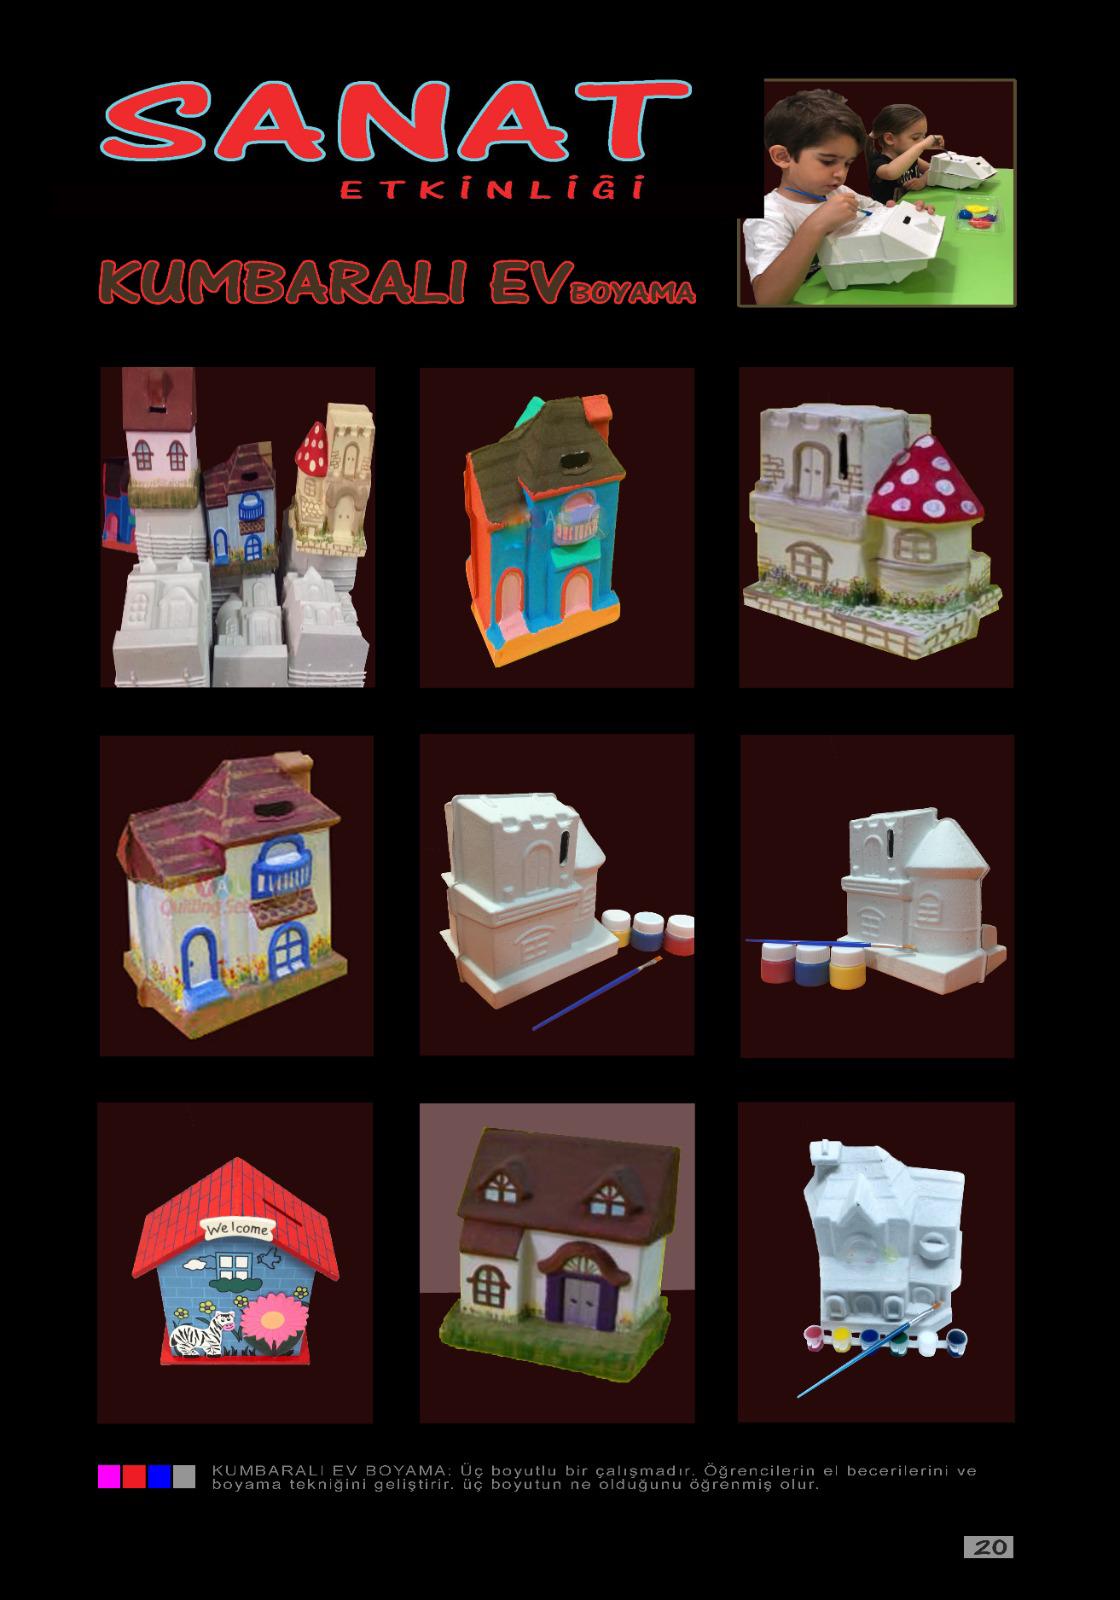 SANAT
ETKİNLİĞİ
KUMBARALI EV BOYAMA
Welcome
KUMBARALI EV BOYAMA: Üç boyutlu bir çalışmadır. Öğrencilerin el becerilerini ve
boyama tekniğini geliştirir. üç boyutun ne olduğunu öğrenmiş olur.
20